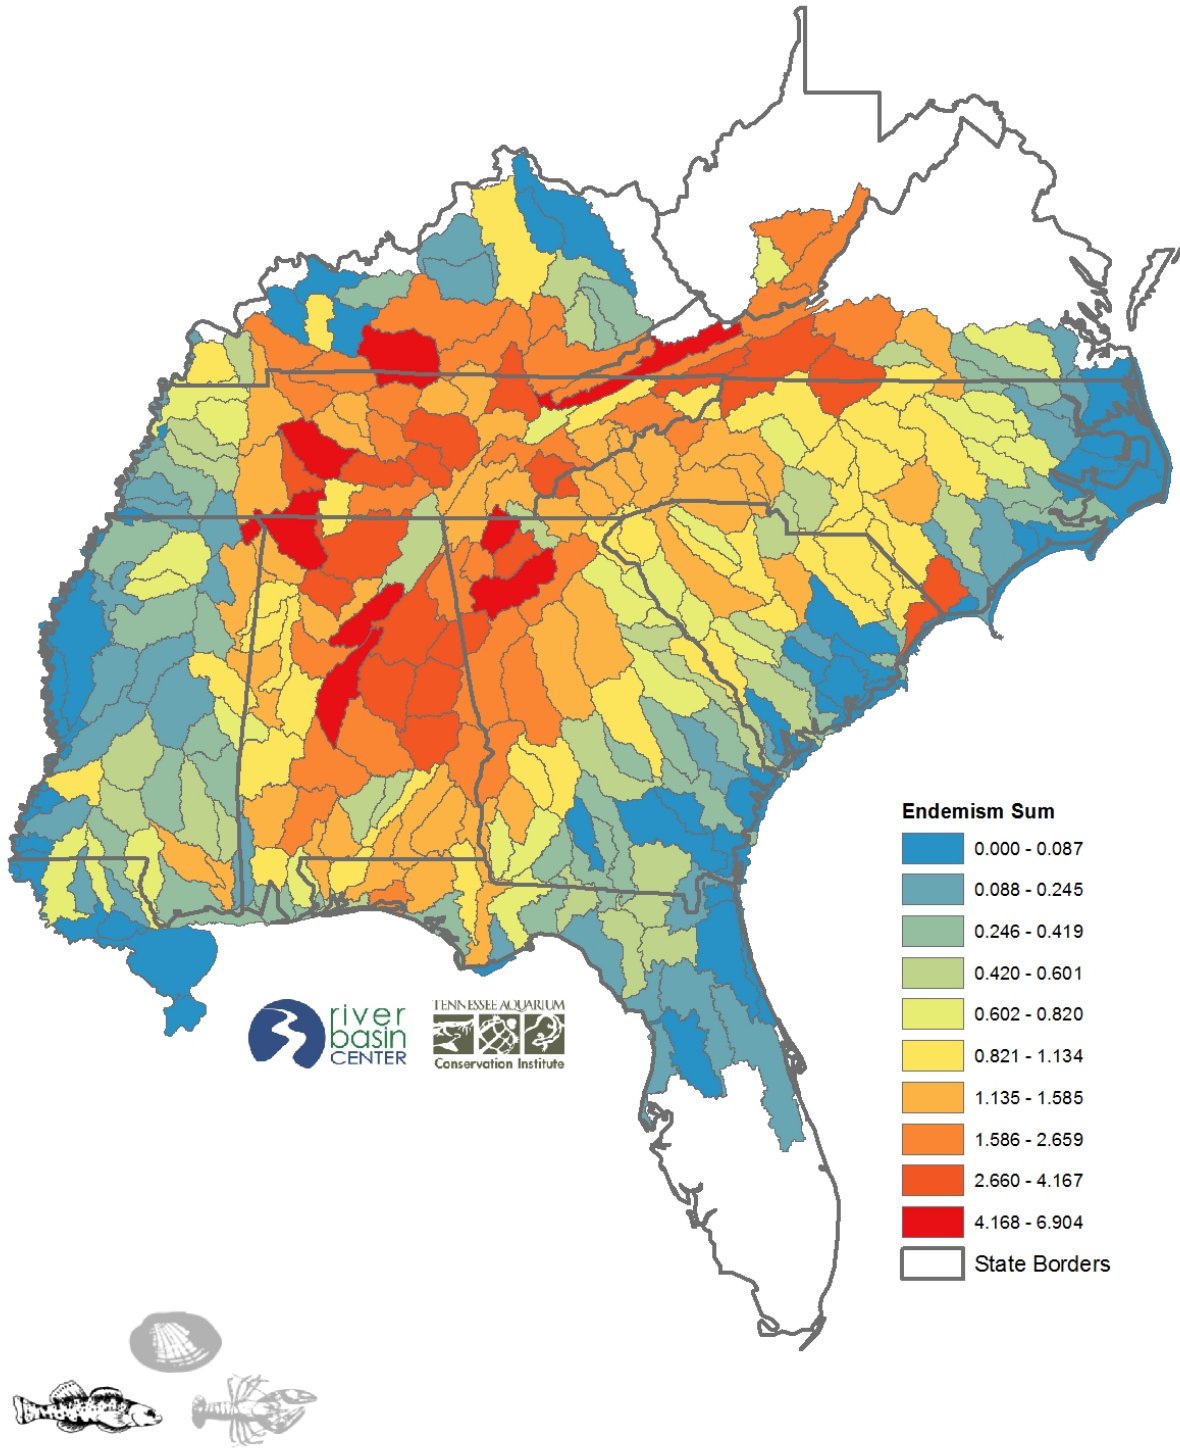 Endemism Sum
0.000 - 0.087
0.088 - 0.245
0.246 - 0.419
0.420 - 0.601
0.602 - 0.820
0.821 - 1.134
1.135 - 1.585
1.586 - 2.659
2.660 - 4.167
4.168 - 6.904
State Borders
river
basin
CENTER
TENNESSEE AQUARIUM
Conservation Institute